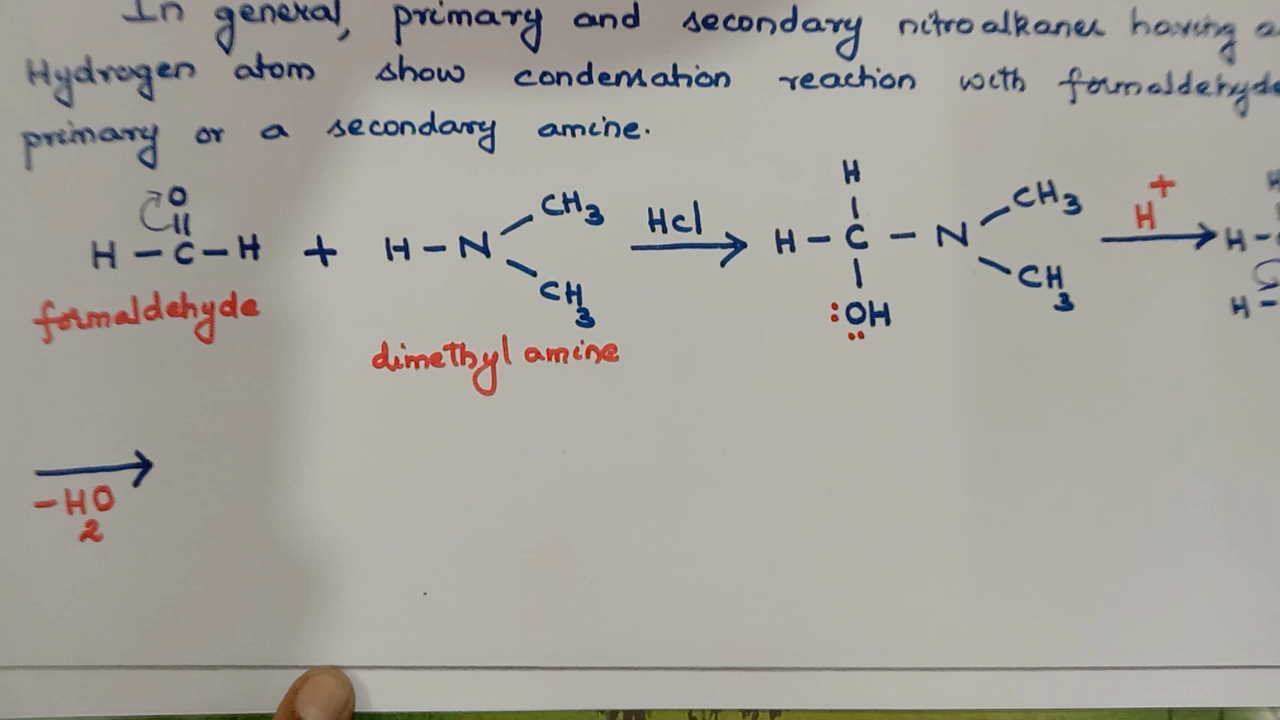 In general, primary and secondary nitroalkanes having a
Hydrogen atom show condensation reaction with formaldehyde
primary or a secondary amine.
H
O CH3 CH3
HCl H+
H – C – H + H – N → H – C – N → H –
CH3 CH3
formaldehyde :OH H –
dimethyl amine
→
–H2O